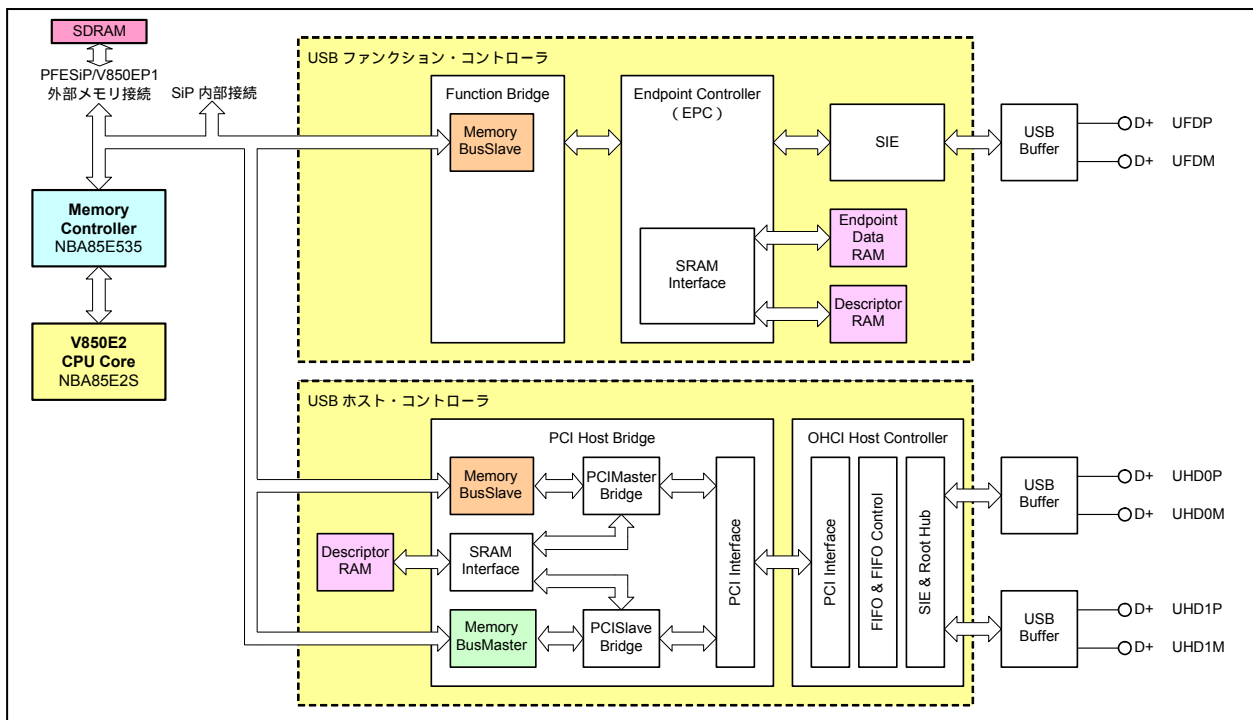 SDRAM
PFESiP/V850EP1
外部メモリ接続
SiP 内部接続
Memory
Controller
NBA85E535
V850E2
CPU Core
NBA85E2S
USB ファンクション・コントローラ
Function Bridge
Memory
BusSlave
Endpoint Controller
( EPC )
SRAM
Interface
SIE
Endpoint
Data
RAM
Descriptor
RAM
USB
Buffer
D+ UFDP
D+ UFDM
USB ホスト・コントローラ
PCI Host Bridge
Memory
BusSlave
PCIMaster
Bridge
Descriptor
RAM
SRAM
Interface
Memory
BusMaster
PCISlave
Bridge
PCI Interface
OHCI Host Controller
PCI Interface
FIFO & FIFO Control
SIE & Root Hub
USB
Buffer
D+ UHD0P
D+ UHD0M
USB
Buffer
D+ UHD1P
D+ UHD1M